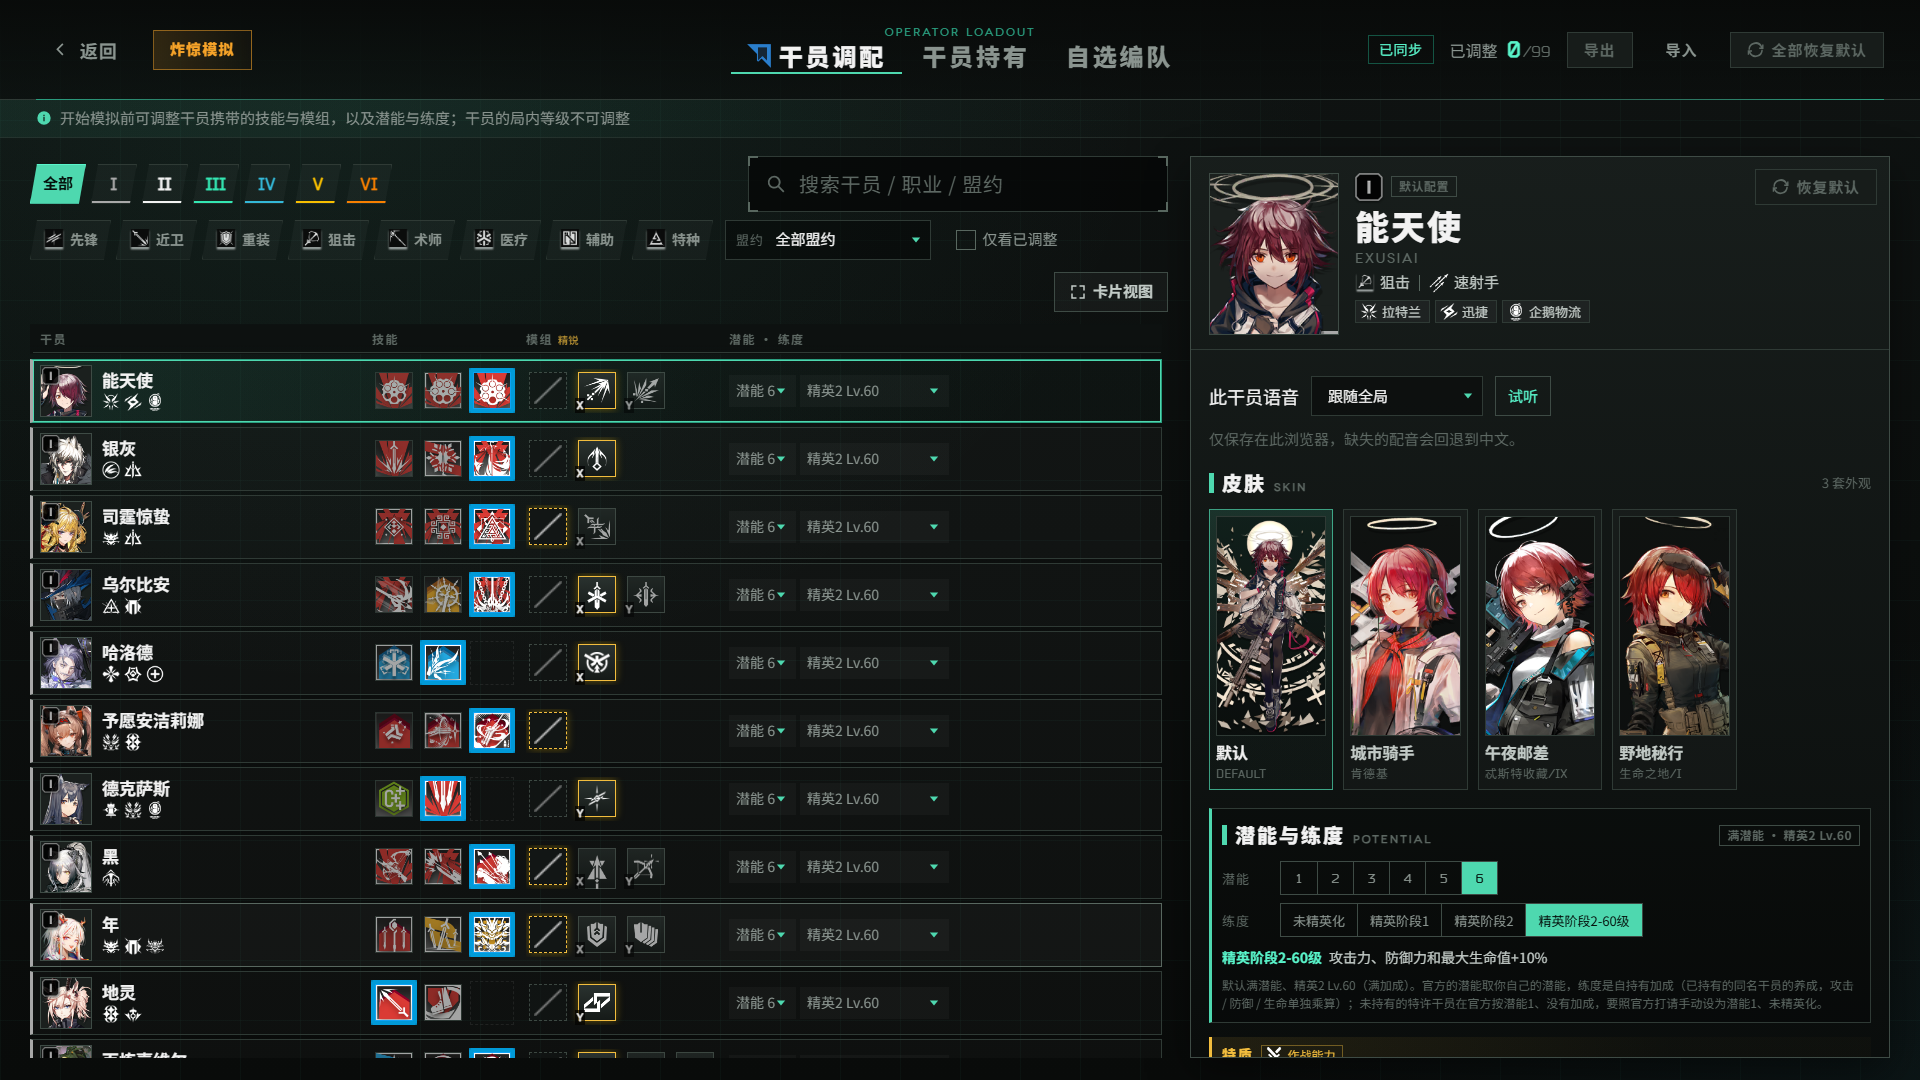 返回
炸惊模拟
OPERATOR LOADOUT
干员调配
干员持有
自选编队
已同步
已调整 0/99
导出
导入
全部恢复默认
开始模拟前可调整干员携带的技能与模组，以及潜能与练度；干员的局内等级不可调整
全部
I
II
III
IV
V
VI
搜索干员 / 职业 / 盟约
先锋
近卫
重装
狙击
术师
医疗
辅助
特种
盟约 全部盟约
仅看已调整
卡片视图
干员
技能
模组 精锐
潜能 · 练度
I 能天使
X
Y
潜能 6
精英2 Lv.60
I 银灰
X
潜能 6
精英2 Lv.60
I 司霆惊蛰
X
潜能 6
精英2 Lv.60
I 乌尔比安
X
Y
潜能 6
精英2 Lv.60
I 哈洛德
X
潜能 6
精英2 Lv.60
I 予愿安洁莉娜
潜能 6
精英2 Lv.60
I 德克萨斯
Y
潜能 6
精英2 Lv.60
I 黑
X
Y
潜能 6
精英2 Lv.60
I 年
X
Y
潜能 6
精英2 Lv.60
I 地灵
Y
潜能 6
精英2 Lv.60
I
默认配置
恢复默认
能天使
EXUSIAI
狙击
速射手
拉特兰
迅捷
企鹅物流
此干员语音
跟随全局
试听
仅保存在此浏览器，缺失的配音会回退到中文。
皮肤 SKIN
3 套外观
默认
DEFAULT
城市骑手
肯德基
午夜邮差
忒斯特收藏/IX
野地秘行
生命之地/I
潜能与练度 POTENTIAL
满潜能 · 精英2 Lv.60
潜能
1
2
3
4
5
6
练度
未精英化
精英阶段1
精英阶段2
精英阶段2-60级
精英阶段2-60级 攻击力、防御力和最大生命值+10%
默认满潜能、精英2 Lv.60（满加成）。官方的潜能取你自己的潜能，练度是自持有加成（已持有的同名干员的养成，攻击
/ 防御 / 生命单独乘算）；未持有的特许干员在官方按潜能1、没有加成，要照官方打请手动设为潜能1、未精英化。
特质
作战能力